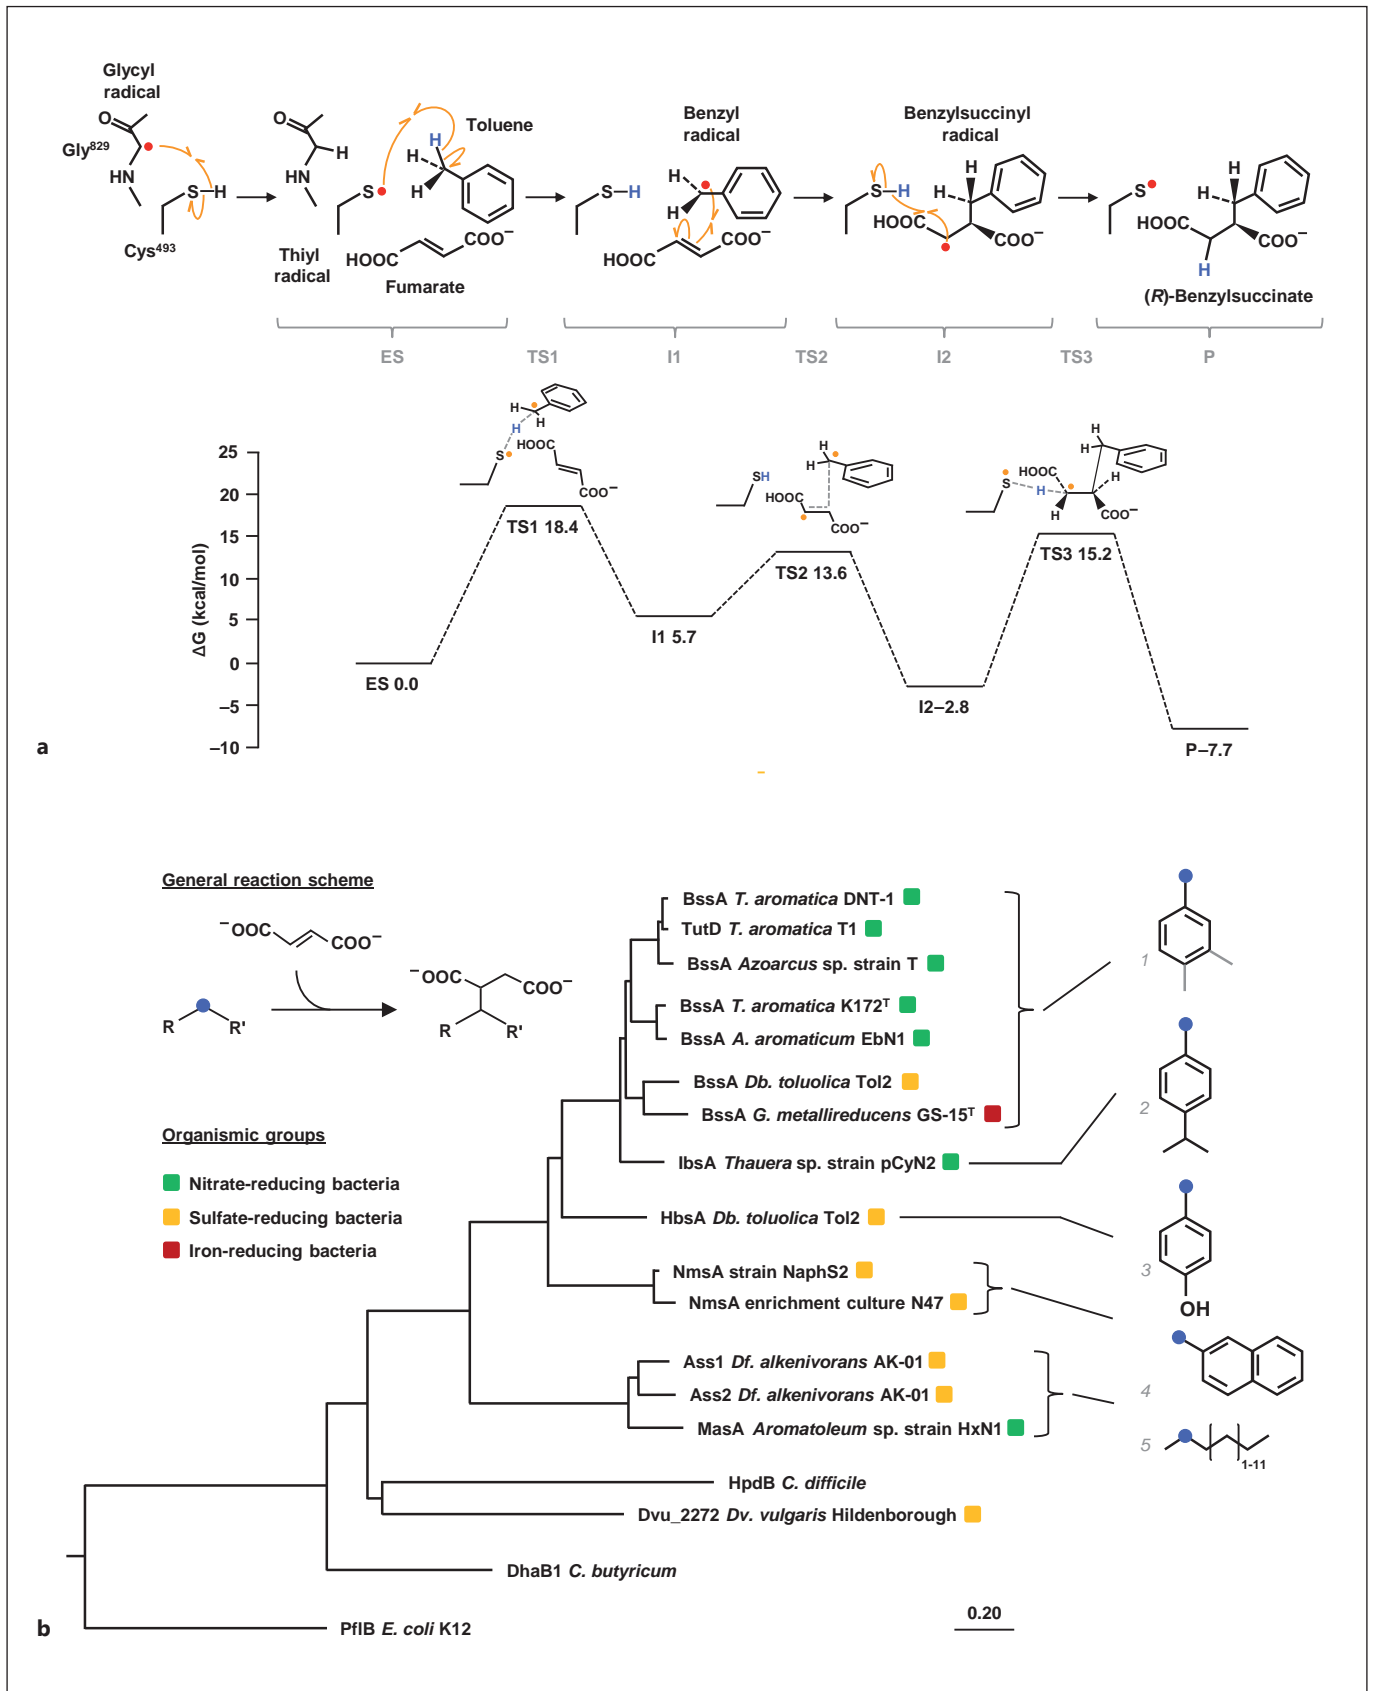 Glycyl
radical
O
Gly829
HN
S–H
Cys493
O
H
HN
S
Thiyl
radical
H
H
H
Toluene
COO−
HOOC
Fumarate
Benzyl
radical
S–H
H
H
COO−
HOOC
Benzylsuccinyl
radical
S–H
H
H
HOOC
COO−
S
H
H
HOOC
COO−
H
(R)-Benzylsuccinate
ES
TS1
I1
TS2
I2
TS3
P
H
H
H
S
HOOC
COO−
SH
H
H
HOOC
COO−
H
H
HOOC
S
H
H
H
COO−
ΔG (kcal/mol)
25
20
15
10
5
0
–5
–10
ES 0.0
TS1 18.4
I1 5.7
TS2 13.6
I2–2.8
TS3 15.2
P–7.7
a
General reaction scheme
−OOC
COO−
R
R'
−OOC
COO−
R
R'
Organismic groups
Nitrate-reducing bacteria
Sulfate-reducing bacteria
Iron-reducing bacteria
BssA T. aromatica DNT-1
TutD T. aromatica T1
BssA Azoarcus sp. strain T
BssA T. aromatica K172T
BssA A. aromaticum EbN1
BssA Db. toluolica Tol2
BssA G. metallireducens GS-15T
IbsA Thauera sp. strain pCyN2
HbsA Db. toluolica Tol2
NmsA strain NaphS2
NmsA enrichment culture N47
Ass1 Df. alkenivorans AK-01
Ass2 Df. alkenivorans AK-01
MasA Aromatoleum sp. strain HxN1
HpdB C. difficile
Dvu_2272 Dv. vulgaris Hildenborough
DhaB1 C. butyricum
PflB E. coli K12
1
2
3
OH
4
5
1-11
0.20
b